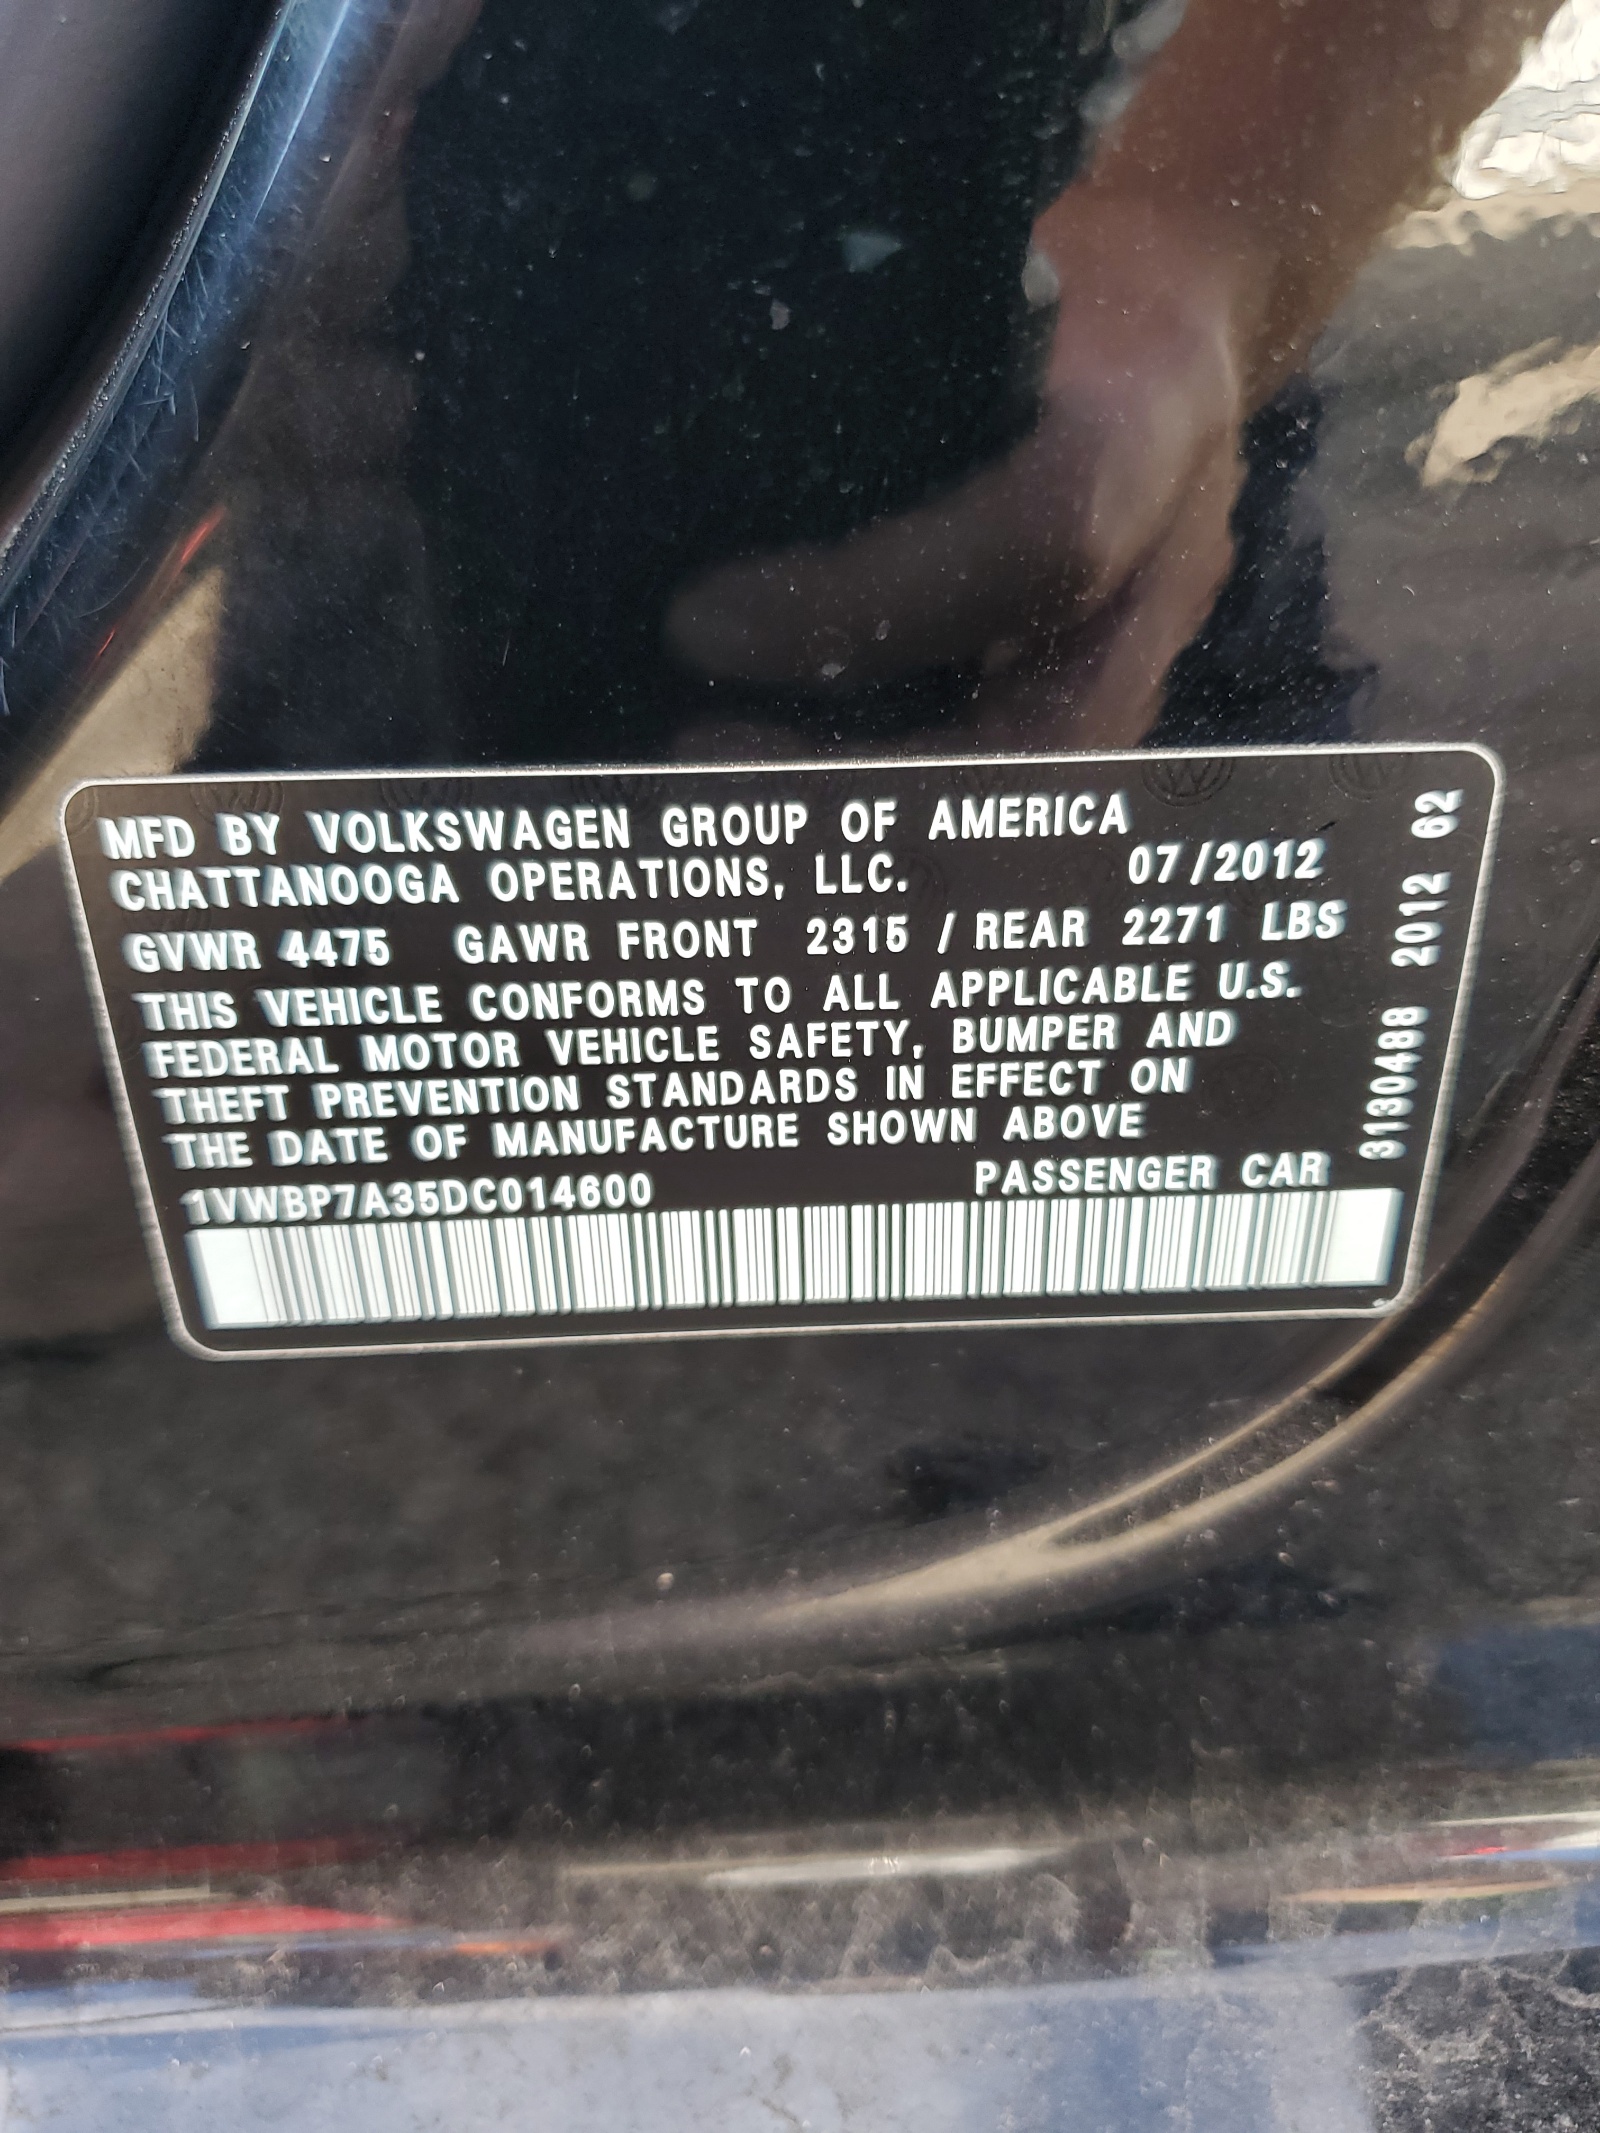 MFD BY VOLKSWAGEN GROUP OF AMERICA
CHATTANOOGA OPERATIONS, LLC. 07/2012
GVWR 4475 GAWR FRONT 2315 / REAR 2271 LBS
THIS VEHICLE CONFORMS TO ALL APPLICABLE U.S.
FEDERAL MOTOR VEHICLE SAFETY, BUMPER AND
THEFT PREVENTION STANDARDS IN EFFECT ON
THE DATE OF MANUFACTURE SHOWN ABOVE
1VWBP7A35DC014600 PASSENGER CAR
3130488 2012 62